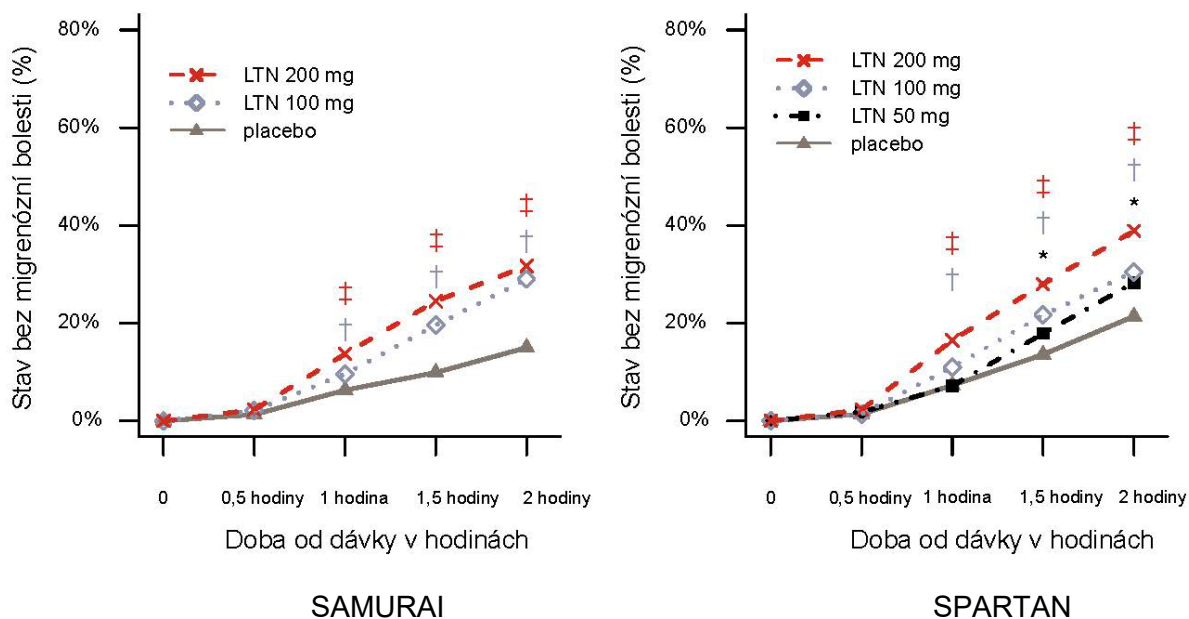 Stav bez migrenózní bolesti (%)
80%
60%
40%
20%
0%
LTN 200 mg
LTN 100 mg
placebo
‡
†
‡
†
‡
†
0
0,5 hodiny
1 hodina
1,5 hodiny
2 hodiny
Doba od dávky v hodinách
SAMURAI
Stav bez migrenózní bolesti (%)
80%
60%
40%
20%
0%
LTN 200 mg
LTN 100 mg
LTN 50 mg
placebo
‡
†
‡
†
*
‡
†
*
0
0,5 hodiny
1 hodina
1,5 hodiny
2 hodiny
Doba od dávky v hodinách
SPARTAN